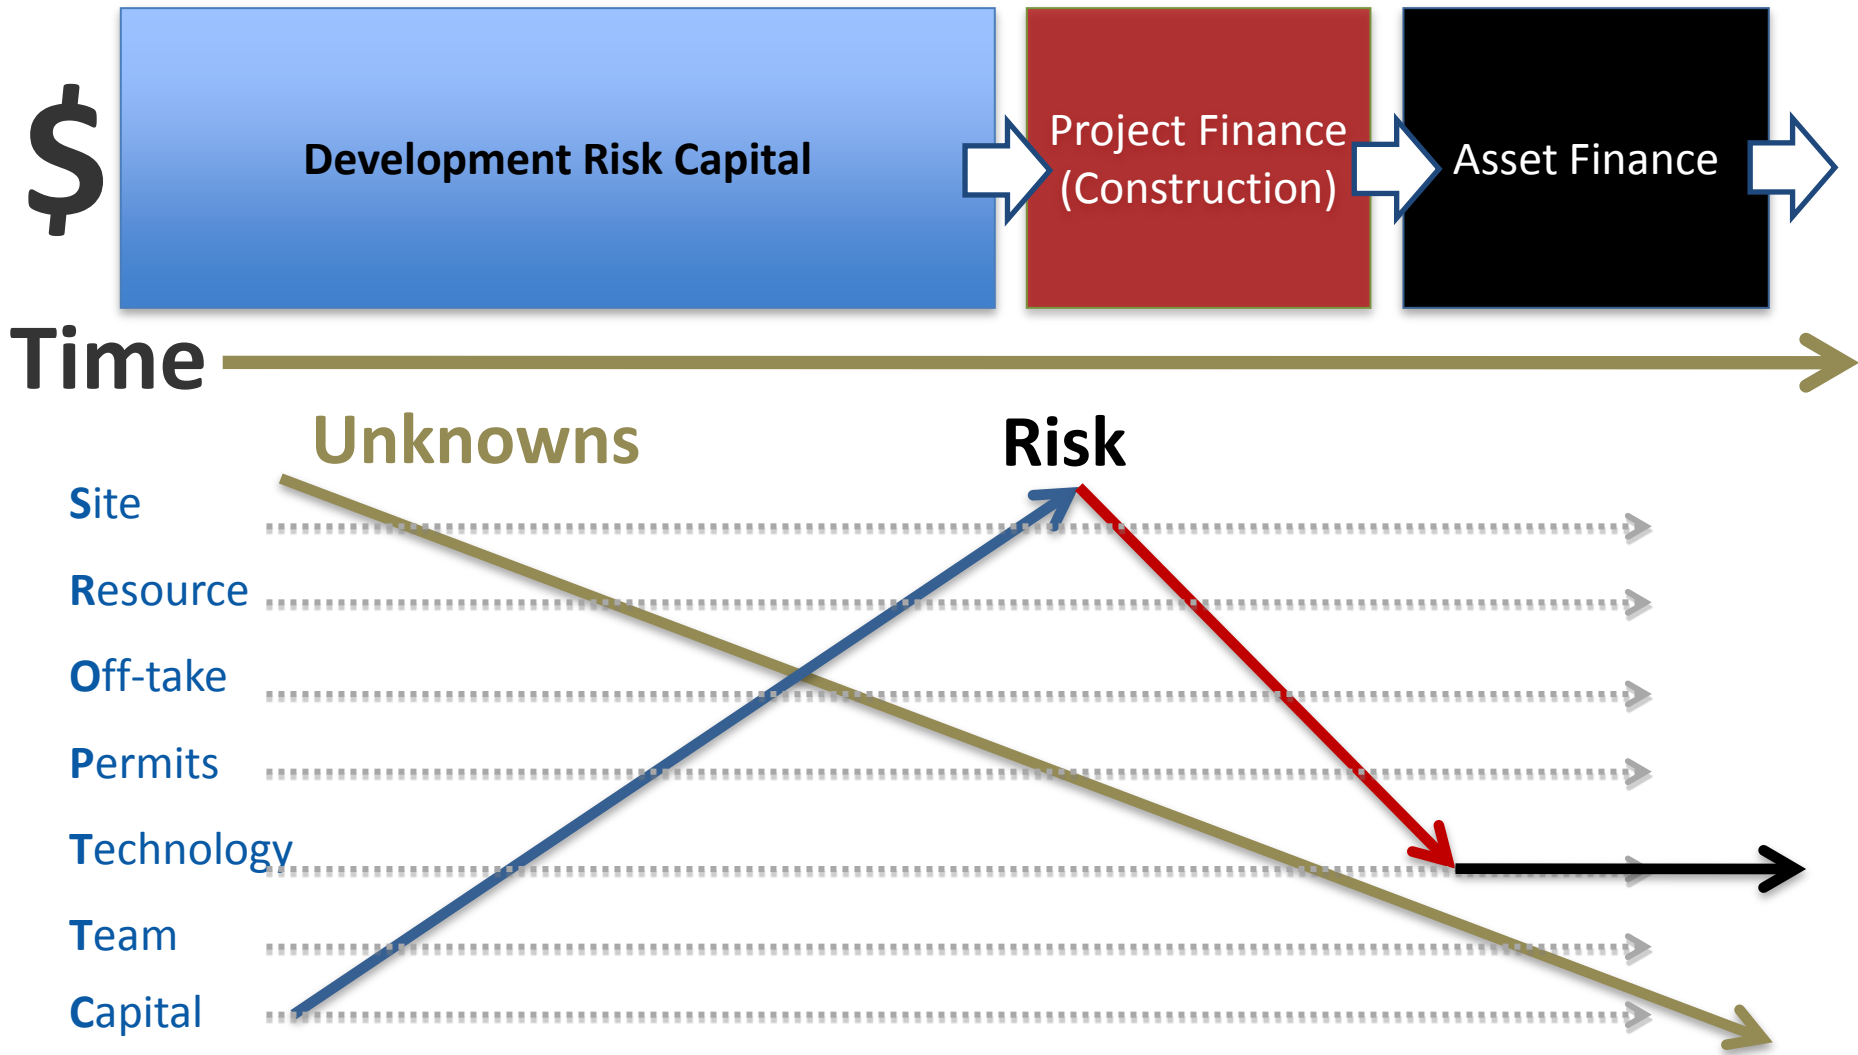 $
Development Risk Capital
Project Finance
(Construction)
Asset Finance
Time
Unknowns
Risk
Site
Resource
Off-take
Permits
Technology
Team
Capital